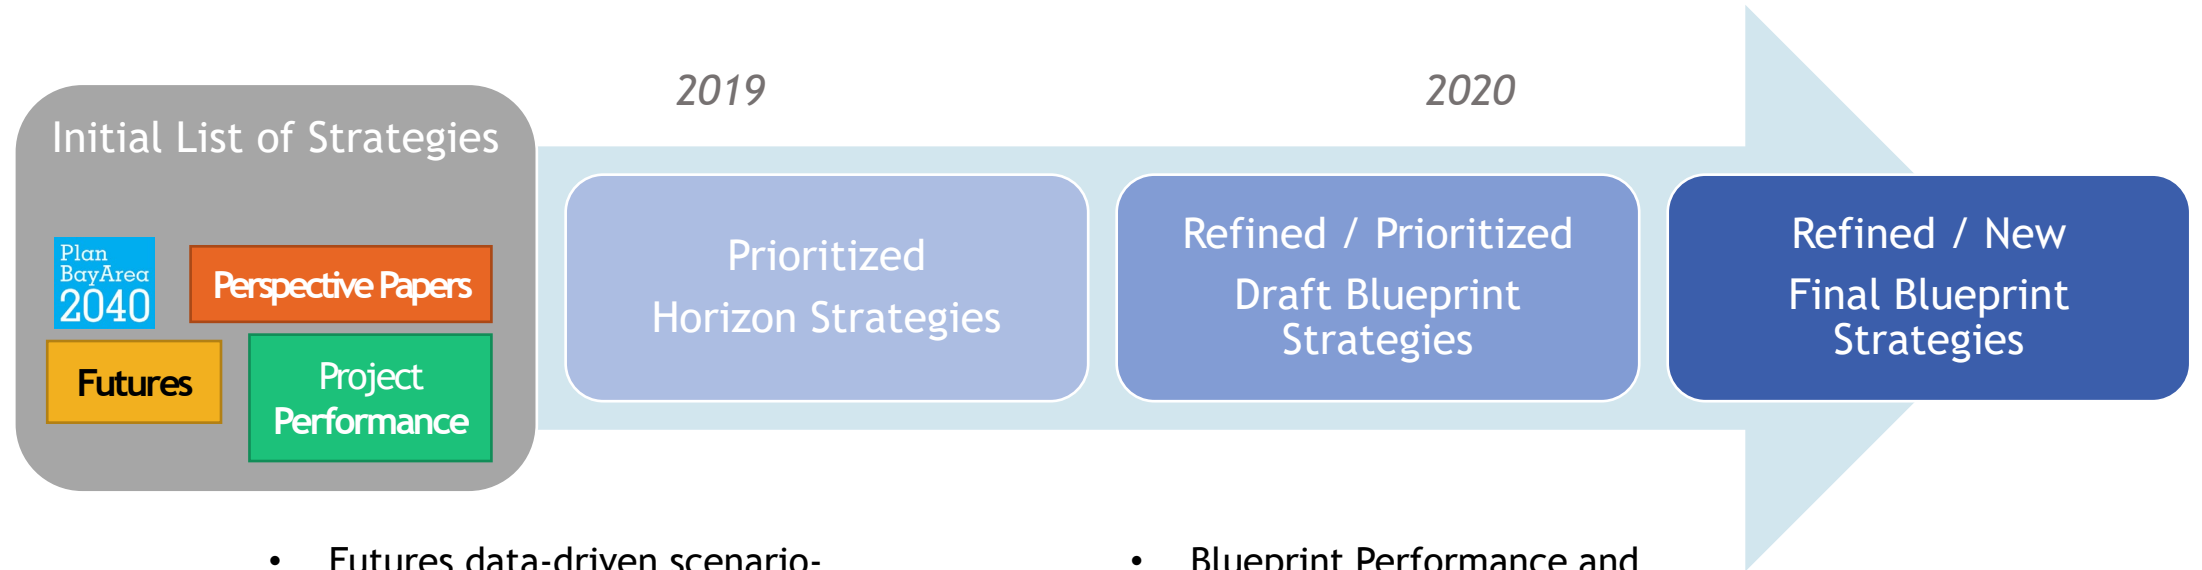 2019
2020
Initial List of Strategies
Plan
BayArea
2040
Perspective Papers
Futures
Project
Performance
Prioritized
Horizon Strategies
Refined / Prioritized
Draft Blueprint
Strategies
Refined / New
Final Blueprint
Strategies
• Futures data-driven scenario-
• Blueprint Performance and